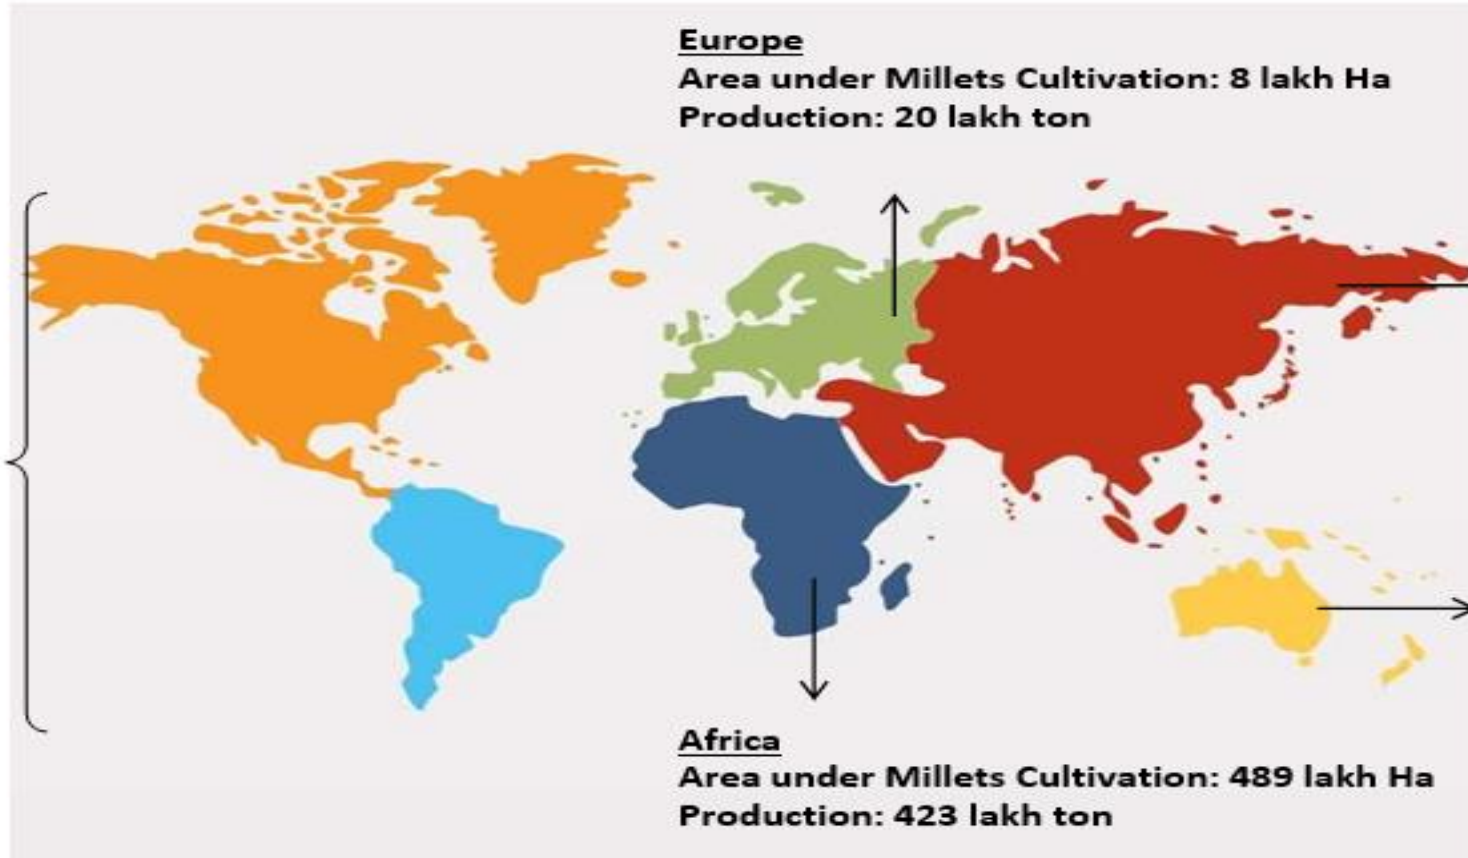 Europe
Area under Millets Cultivation: 8 lakh Ha
Production: 20 lakh ton
Africa
Area under Millets Cultivation: 489 lakh Ha
Production: 423 lakh ton